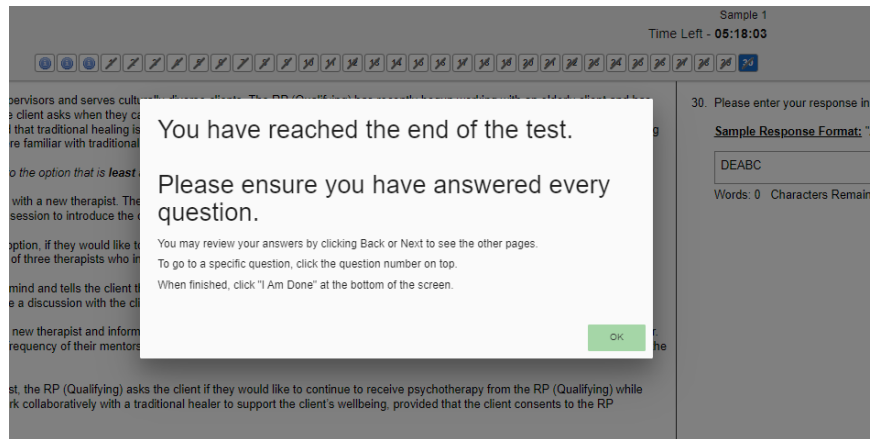 Sample 1
Time Left - 05:18:03
pervisors and serves culturally diverse clients. The RP (Qualifying) has recently begun working with an elderly client and has
e client asks when they ca
d that traditional healing is
re familiar with traditional
o the option that is least
with a new therapist. The
session to introduce the
option, if they would like to
of three therapists who in
mind and tells the client th
e a discussion with the cli
new therapist and inform
requency of their mentors
he
st, the RP (Qualifying) asks the client if they would like to continue to receive psychotherapy from the RP (Qualifying) while
rk collaboratively with a traditional healer to support the client's wellbeing, provided that the client consents to the RP
You have reached the end of the test.
Please ensure you have answered every
question.
You may review your answers by clicking Back or Next to see the other pages.
To go to a specific question, click the question number on top.
When finished, click "I Am Done" at the bottom of the screen.
OK
30. Please enter your response in
Sample Response Format: "
DEABC
Words: 0 Characters Remain